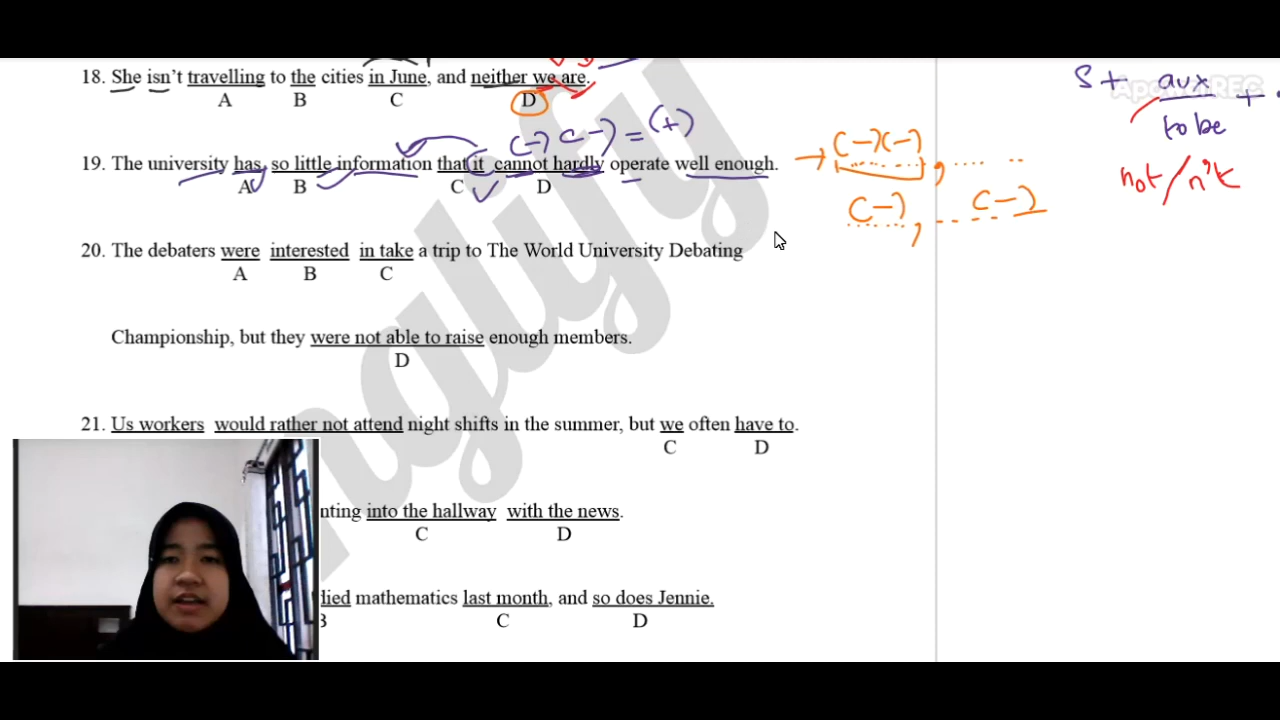 18. She isn't travelling to the cities in June, and neither we are.
A B C D
S + aux +
to be
not/n't
ApowerREC
(-) (-) = (+)
19. The university has so little information that it cannot hardly operate well enough.
A B C D
→ (-)(-) , .... ..
(-) , .... (-)
20. The debaters were interested in take a trip to The World University Debating
A B C
Championship, but they were not able to raise enough members.
D
21. Us workers would rather not attend night shifts in the summer, but we often have to.
C D
nting into the hallway with the news.
C D
died mathematics last month, and so does Jennie.
B C D